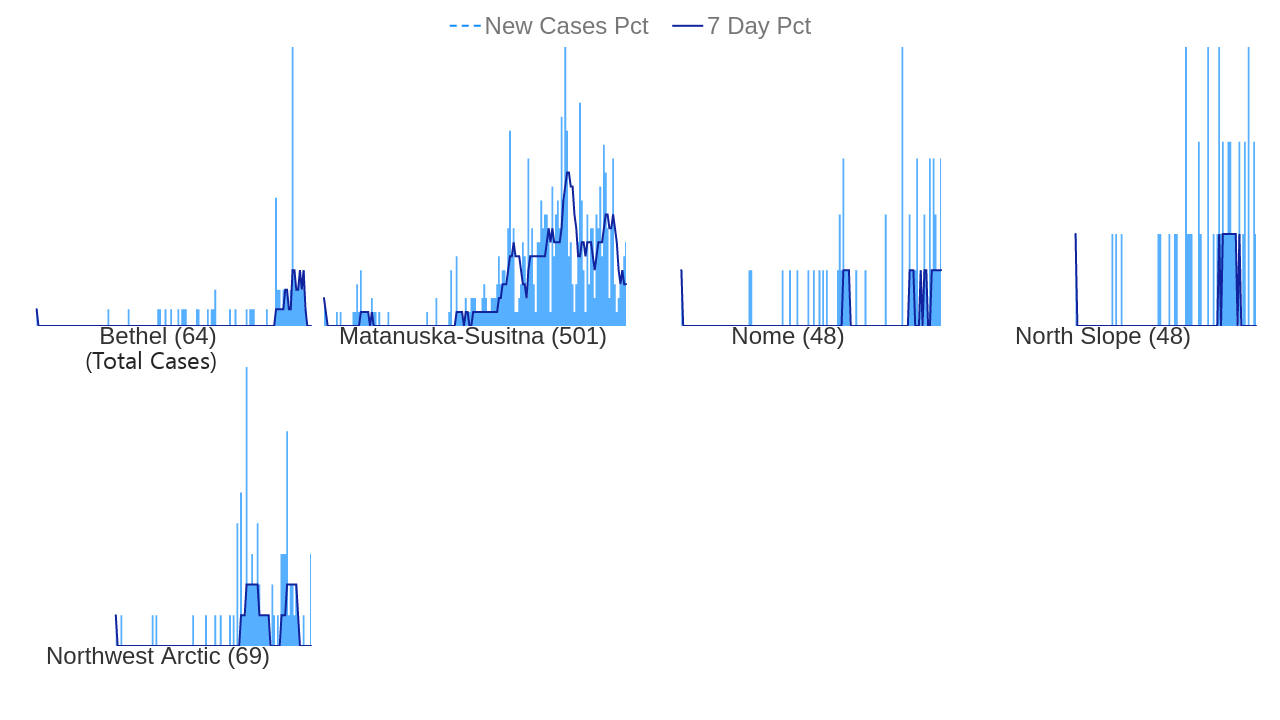 New Cases Pct 7 Day Pct
Bethel (64) Matanuska-Susitna (501) Nome (48) North Slope (48)
(Total Cases)
Northwest Arctic (69)